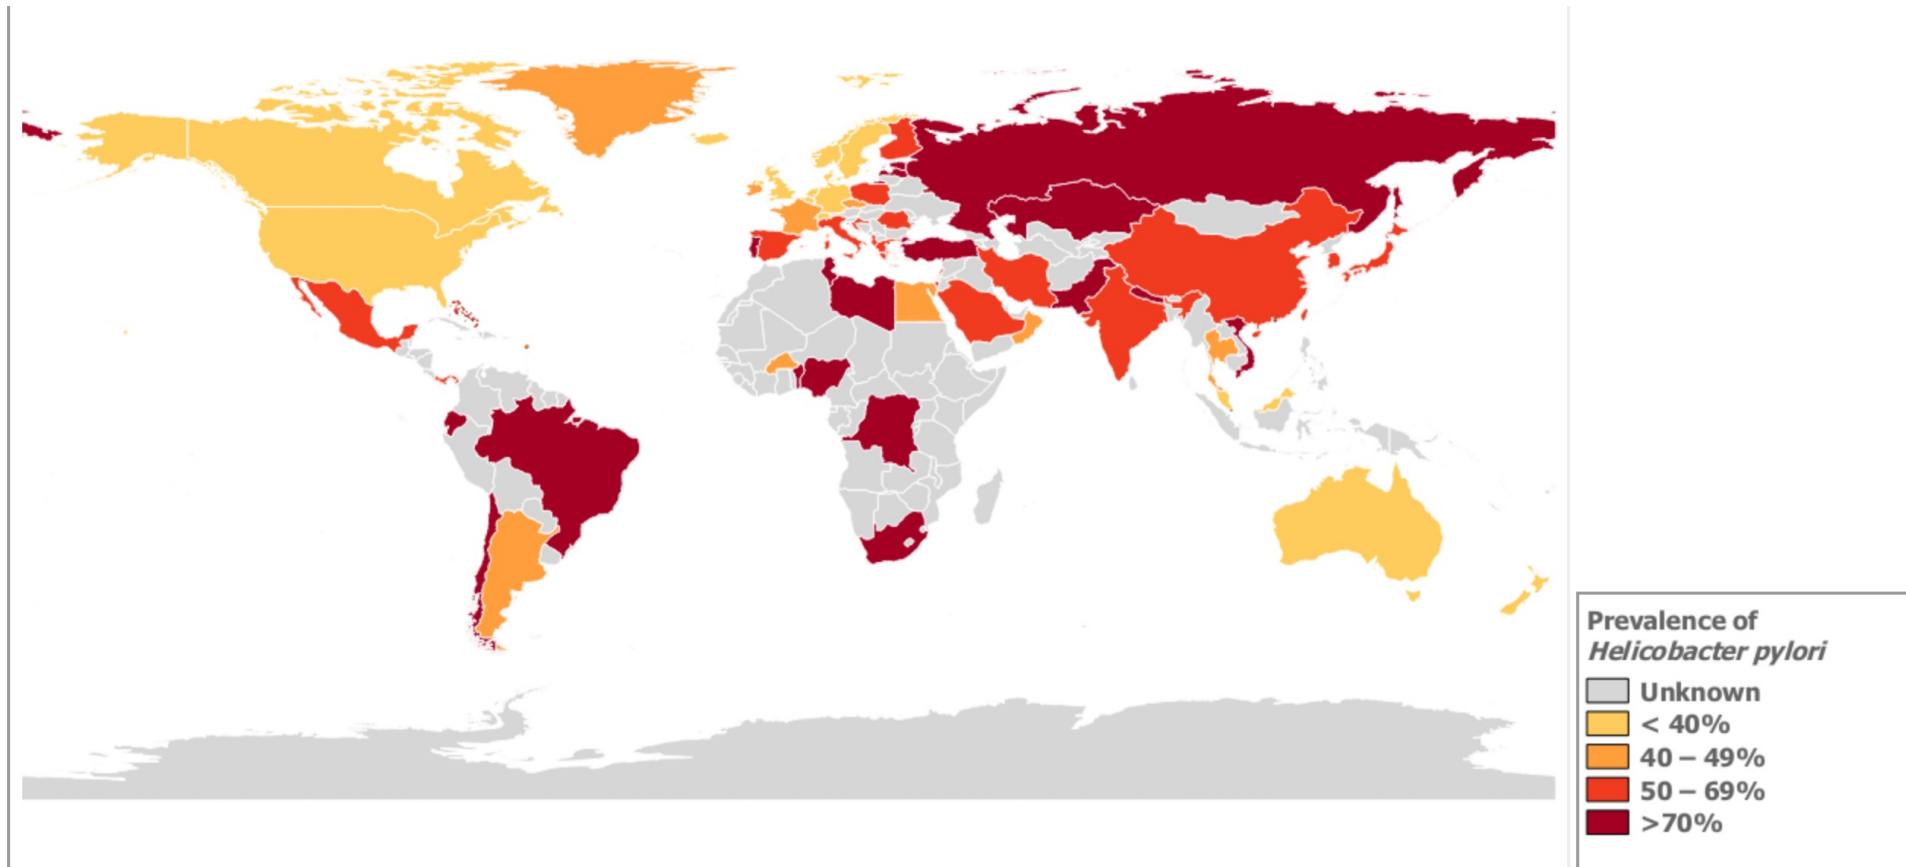 Prevalence of
Helicobacter pylori
Unknown
< 40%
40 – 49%
50 – 69%
>70%